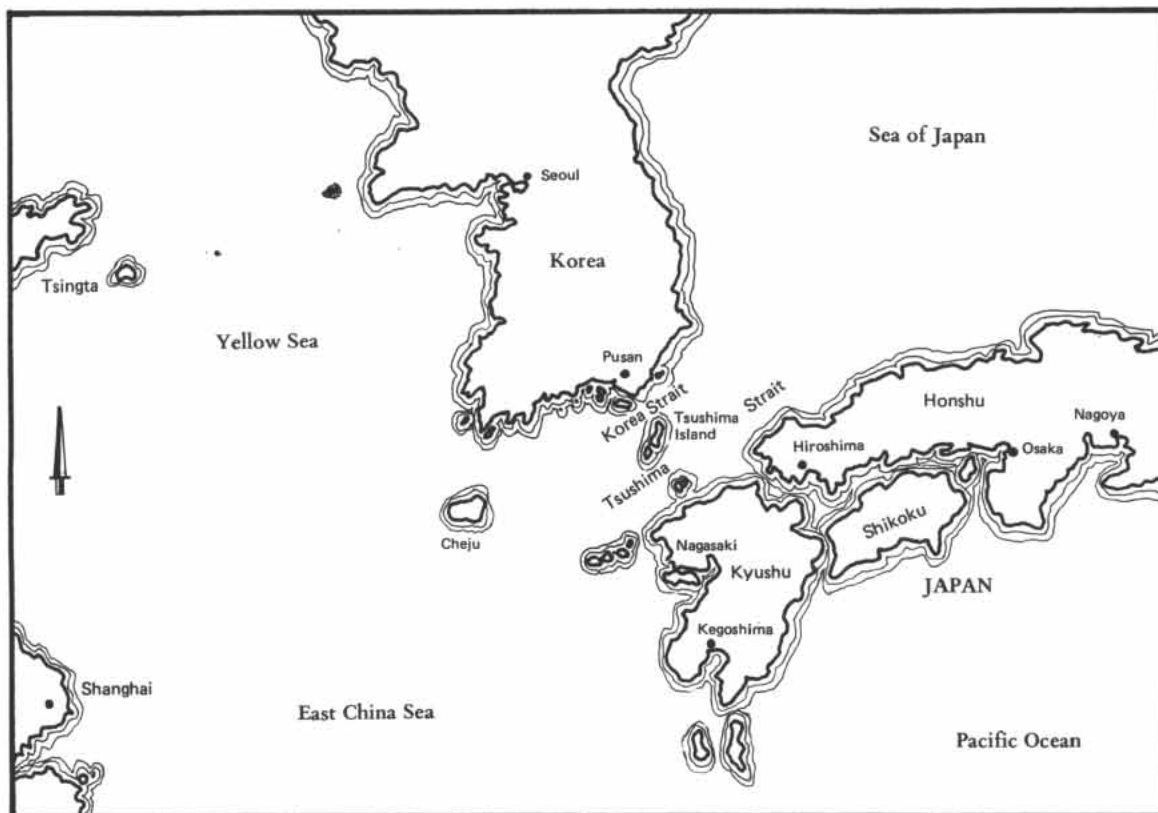 Sea of Japan
Seoul
Korea
Tsingta
Yellow Sea
Pusan
Korea Strait
Strait
Tsushima
Island
Honshu
Nagoya
Hiroshima
Osaka
Tsushima
Shikoku
Cheju
Nagasaki
Kyushu
JAPAN
Kegoshima
Shanghai
East China Sea
Pacific Ocean